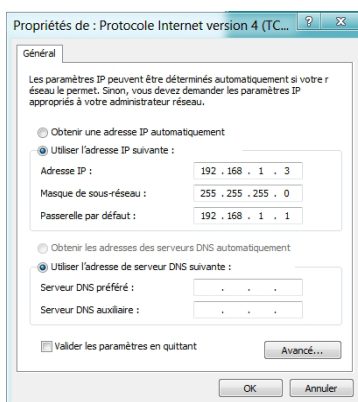 Propriétés de : Protocole Internet version 4 (TC...
Général
Les paramètres IP peuvent être déterminés automatiquement si votre r
éseau le permet. Sinon, vous devez demander les paramètres IP
appropriés à votre administrateur réseau.
Obtenir une adresse IP automatiquement
Utiliser l'adresse IP suivante :
Adresse IP : 192 . 168 . 1 . 3
Masque de sous-réseau : 255 . 255 . 255 . 0
Passerelle par défaut : 192 . 168 . 1 . 1
Obtenir les adresses des serveurs DNS automatiquement
Utiliser l'adresse de serveur DNS suivante :
Serveur DNS préféré : . . .
Serveur DNS auxiliaire : . . .
Valider les paramètres en quittant
Avancé...
OK Annuler